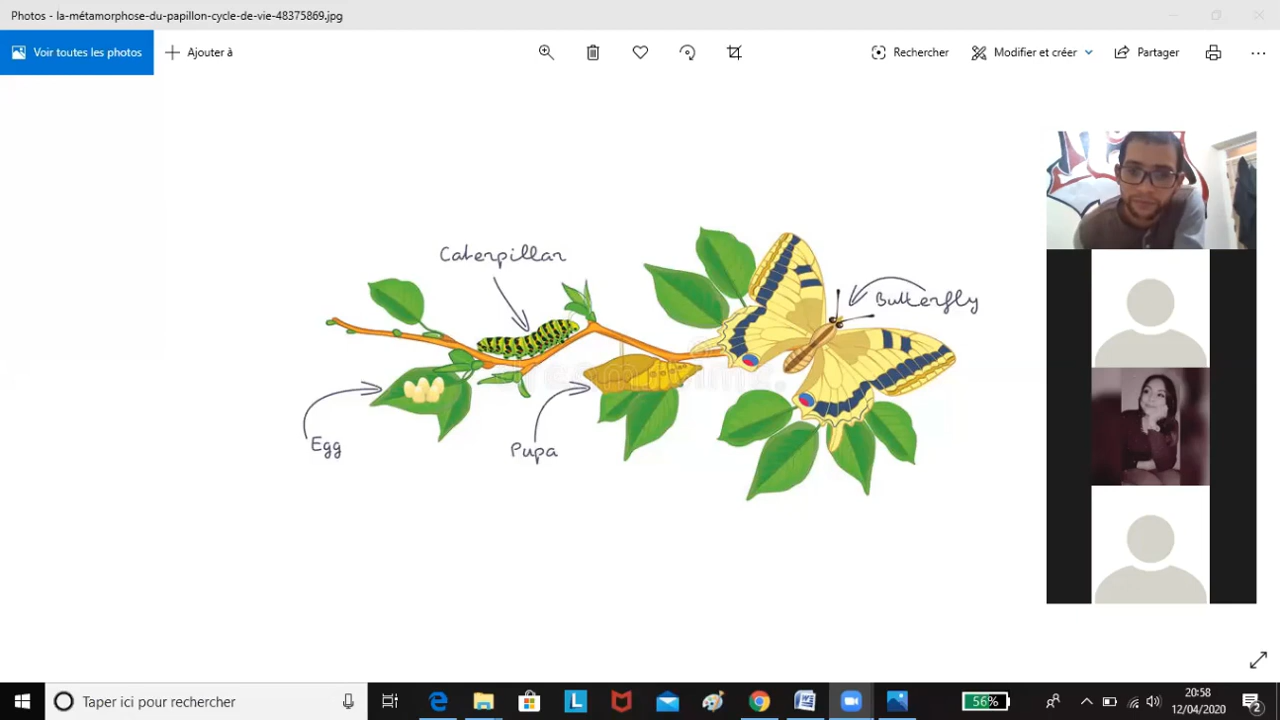 Photos - la-métamorphose-du-papillon-cycle-de-vie-48375869.jpg
Voir toutes les photos
Ajouter à
Rechercher
Modifier et créer
Partager
Caterpillar
Butterfly
Egg
Pupa
Taper ici pour rechercher
56%
20:58
12/04/2020
2